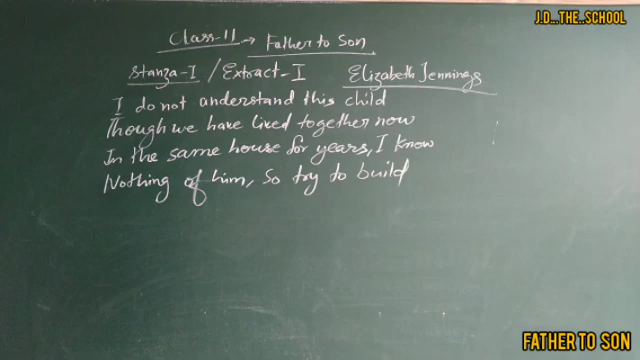 J.D...THE..SCHOOL
Class-11 → Father to Son
Stanza-I / Extract-I Elizabeth Jennings
I do not understand this child
Though we have lived together now
In the same house for years, I know
Nothing of him, so try to build
FATHER TO SON